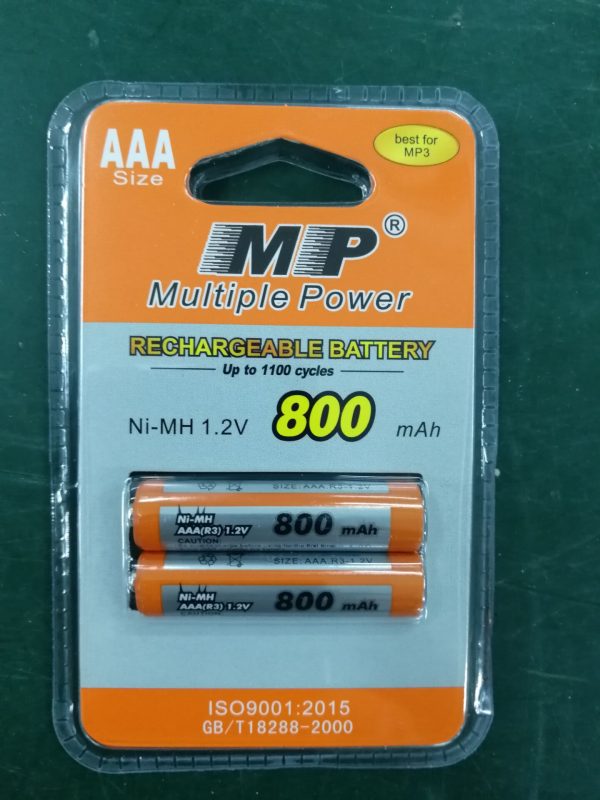 AAA
Size
best for
MP3
MP®
Multiple Power
RECHARGEABLE BATTERY
Up to 1100 cycles
Ni-MH 1.2V 800 mAh
SIZE: AAA R3-1.2V
Ni-MH
AAA(R3) 1.2V
800 mAh
CAUTION
SIZE: AAA R3-1.2V
Ni-MH
AAA(R3) 1.2V
800 mAh
CAUTION
ISO9001:2015
GB/T18288-2000